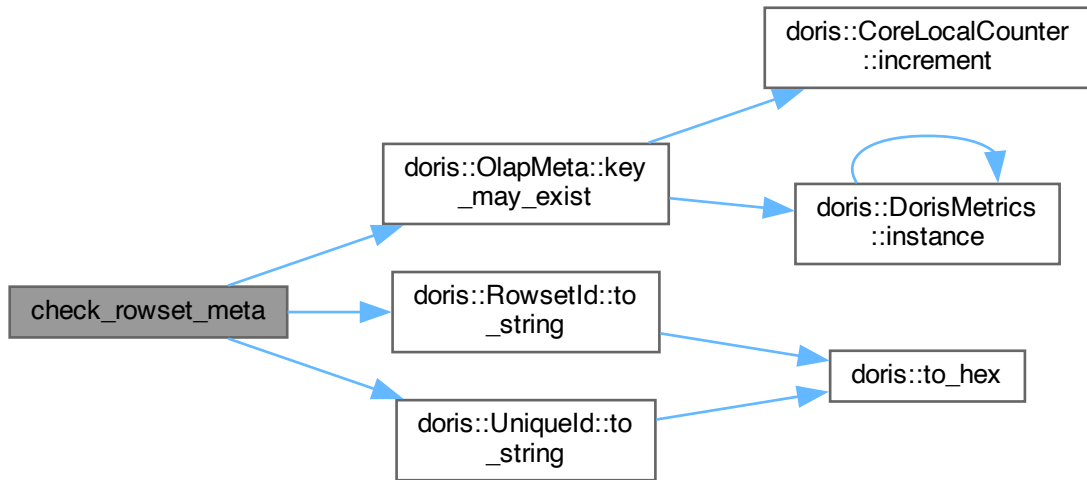 check_rowset_meta
doris::OlapMeta::key
_may_exist
doris::RowsetId::to
_string
doris::UniqueId::to
_string
doris::CoreLocalCounter
::increment
doris::DorisMetrics
::instance
doris::to_hex